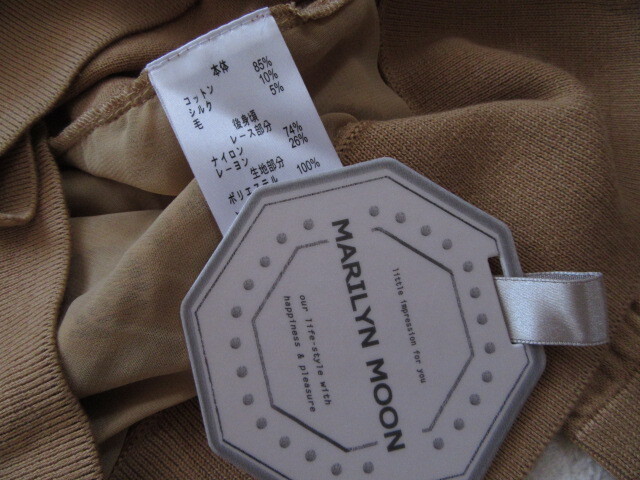 本体
コットン 85%
シルク 10%
毛 5%
後身頃
レース部分
ナイロン 74%
レーヨン 26%
生地部分
ポリエステル 100%
little impression for you
MARILYN MOON
our life-style with
happiness & pleasure